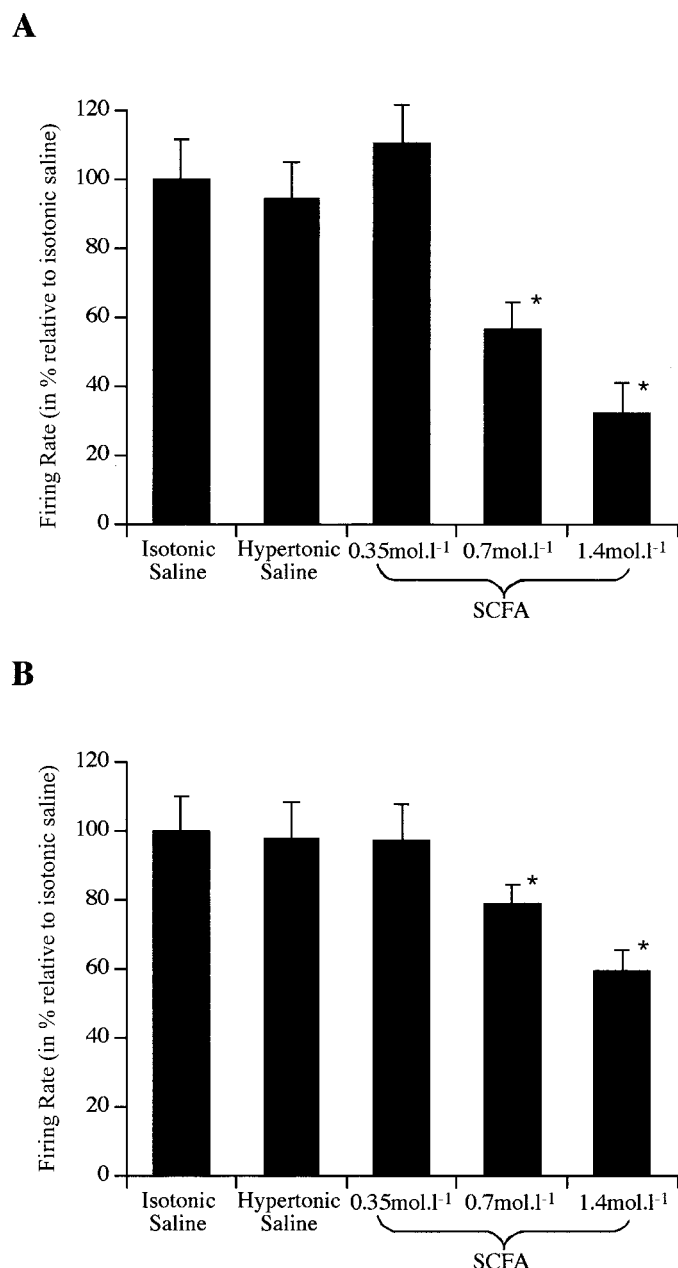 A
Firing Rate (in % relative to isotonic saline)
120
100
80
60
40
20
0
*
*
Isotonic Saline
Hypertonic Saline
0.35mol.l⁻¹
0.7mol.l⁻¹
1.4mol.l⁻¹
SCFA
B
Firing Rate (in % relative to isotonic saline)
120
100
80
60
40
20
0
*
*
Isotonic Saline
Hypertonic Saline
0.35mol.l⁻¹
0.7mol.l⁻¹
1.4mol.l⁻¹
SCFA